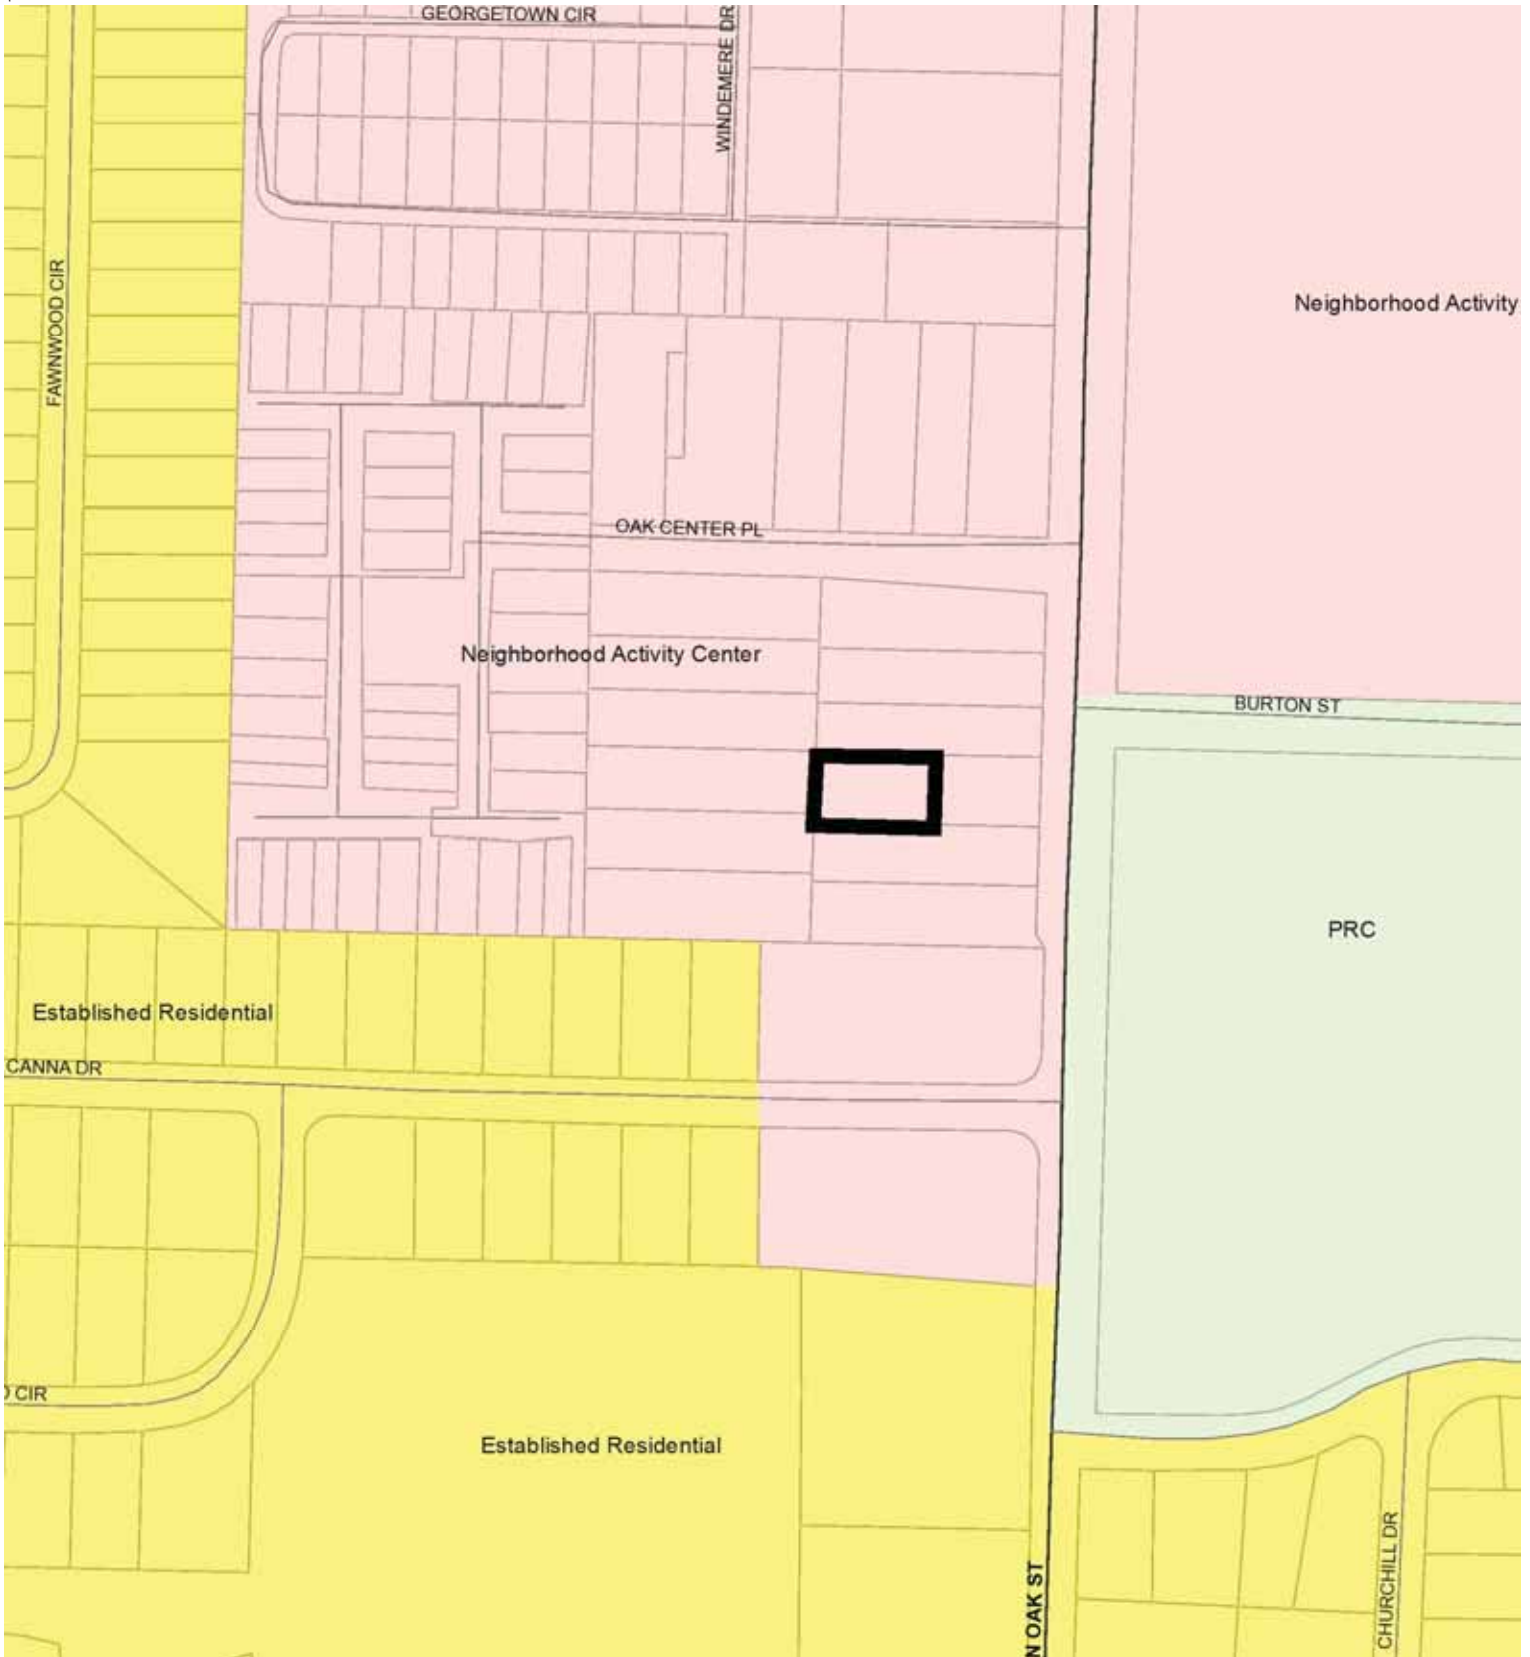 GEORGETOWN CIR
WINDEMERE DR
FAWNWOOD CIR
Neighborhood Activity
OAK CENTER PL
Neighborhood Activity Center
BURTON ST
PRC
Established Residential
CANNA DR
CIR
Established Residential
N OAK ST
CHURCHILL DR